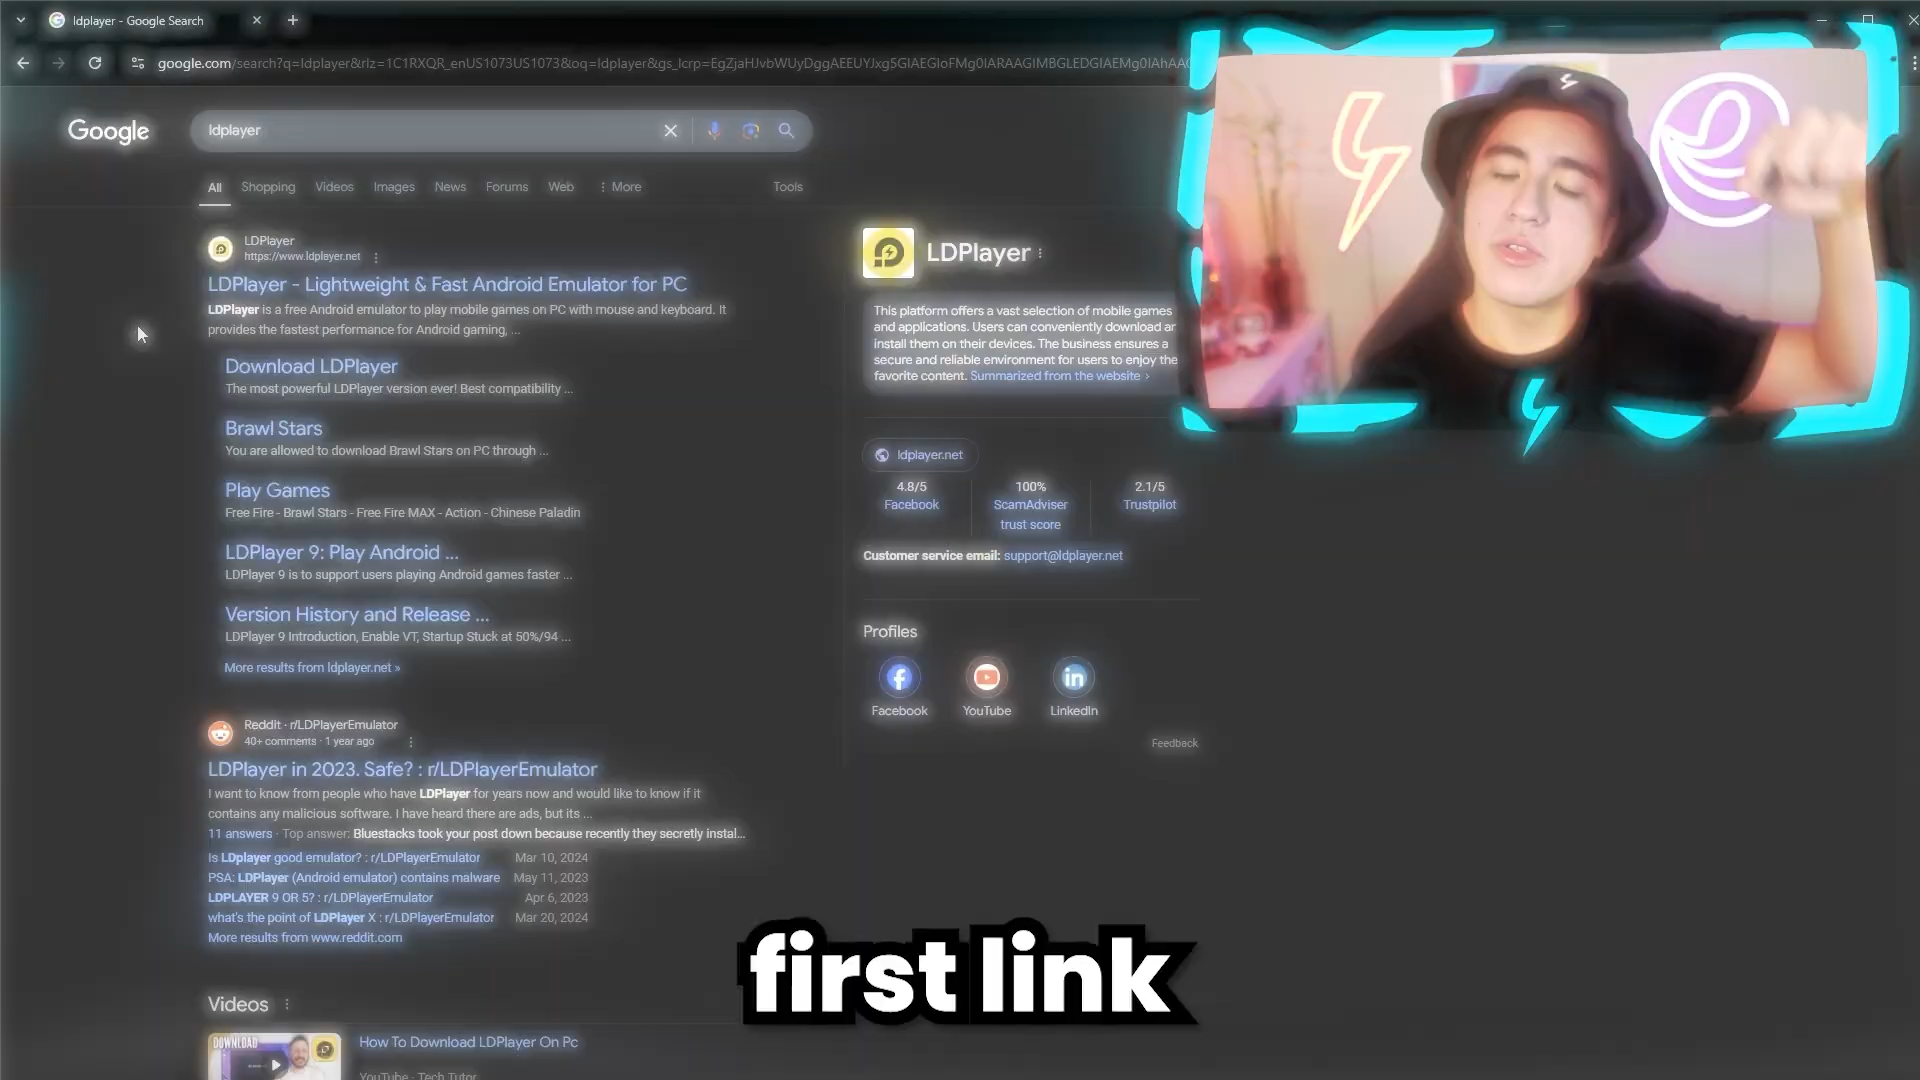 ldplayer - Google Search
google.com/search?q=ldplayer&rlz=1C1RXQR_enUS1073US1073&oq=ldplayer
Google
ldplayer
All Shopping Videos Images News Forums Web More Tools
LDPlayer
https://www.ldplayer.net
LDPlayer - Lightweight & Fast Android Emulator for PC
LDPlayer is a free Android emulator to play mobile games on PC with mouse and keyboard. It
provides the fastest performance for Android gaming, ...
Download LDPlayer
The most powerful LDPlayer version ever! Best compatibility ...
Brawl Stars
You are allowed to download Brawl Stars on PC through ...
Play Games
Free Fire - Brawl Stars - Free Fire MAX - Action - Chinese Paladin
LDPlayer 9: Play Android ...
LDPlayer 9 is to support users playing Android games faster ...
Version History and Release ...
LDPlayer 9 Introduction, Enable VT, Startup Stuck at 50%/94 ...
More results from ldplayer.net »
Reddit · r/LDPlayerEmulator
40+ comments · 1 year ago
LDPlayer in 2023. Safe? : r/LDPlayerEmulator
I want to know from people who have LDPlayer for years now and would like to know if it
contains any malicious software. I have heard there are ads, but its ...
11 answers · Top answer: Bluestacks took your post down because recently they secretly instal...
Is LDplayer good emulator? : r/LDPlayerEmulator Mar 10, 2024
PSA: LDPlayer (Android emulator) contains malware May 11, 2023
LDPLAYER 9 OR 5? : r/LDPlayerEmulator Apr 6, 2023
what's the point of LDPlayer X : r/LDPlayerEmulator Mar 20, 2024
More results from www.reddit.com
Videos
DOWNLOAD
How To Download LDPlayer On Pc
YouTube · Tech Tutor
LDPlayer
This platform offers a vast selection of mobile games
and applications. Users can conveniently download ar
install them on their devices. The business ensures a
secure and reliable environment for users to enjoy the
favorite content. Summarized from the website ›
ldplayer.net
4.8/5
Facebook
100%
ScamAdviser
trust score
2.1/5
Trustpilot
Customer service email: support@ldplayer.net
Profiles
Facebook YouTube LinkedIn
Feedback
first link